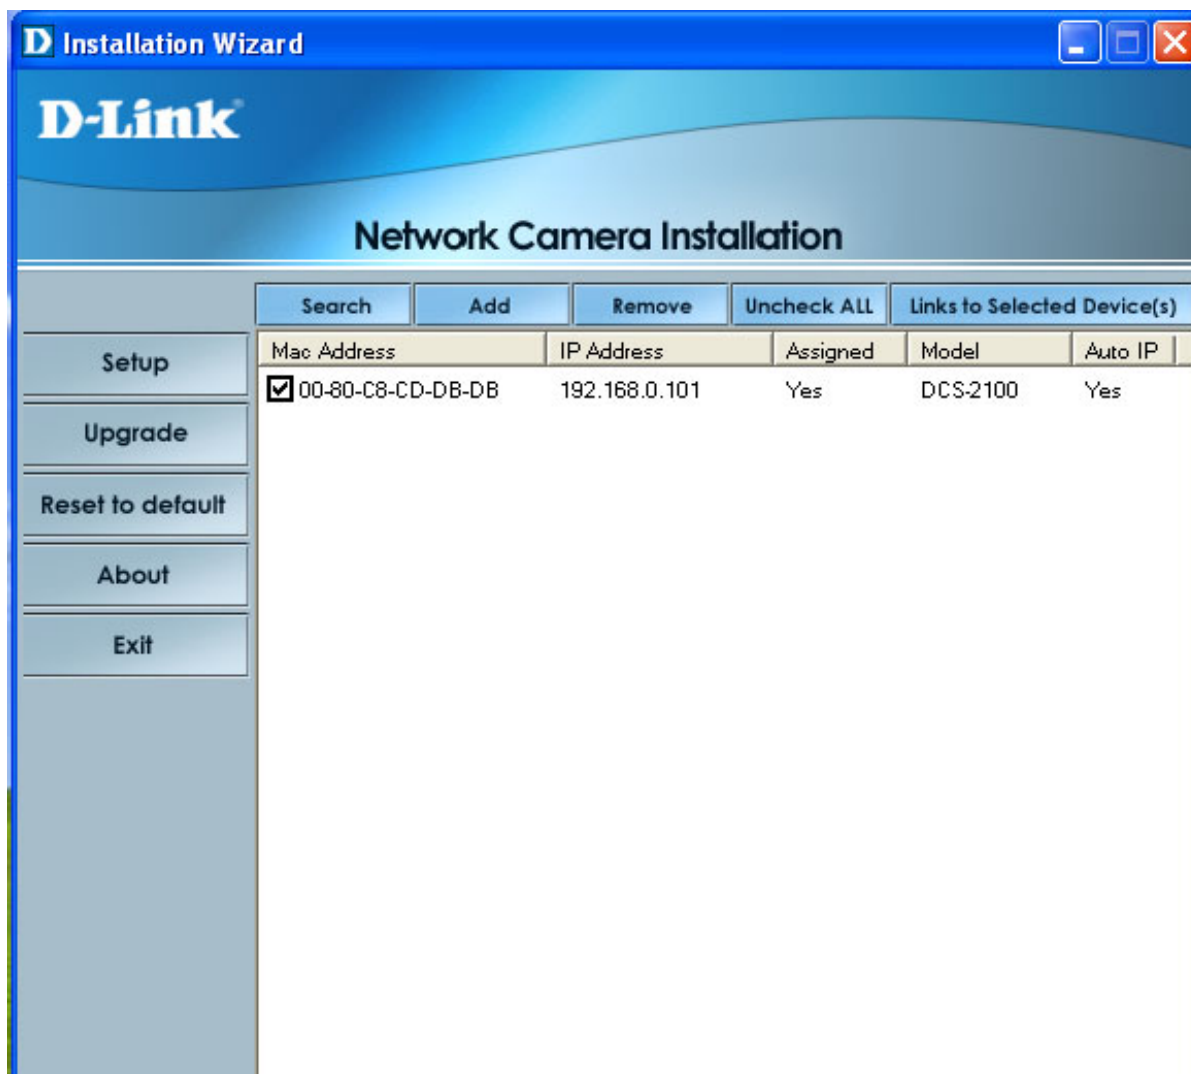 D Installation Wizard
D-Link®
Network Camera Installation
Search Add Remove Uncheck ALL Links to Selected Device(s)
Mac Address IP Address Assigned Model Auto IP
00-80-C8-CD-DB-DB 192.168.0.101 Yes DCS-2100 Yes
Setup
Upgrade
Reset to default
About
Exit